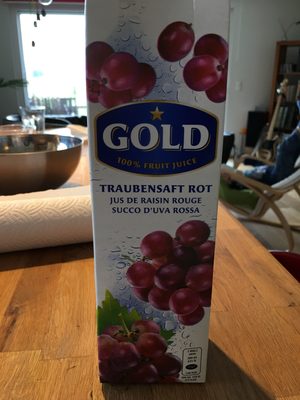 GOLD
100% FRUIT JUICE
TRAUBENSAFT ROT
JUS DE RAISIN ROUGE
SUCCO D'UVA ROSSA